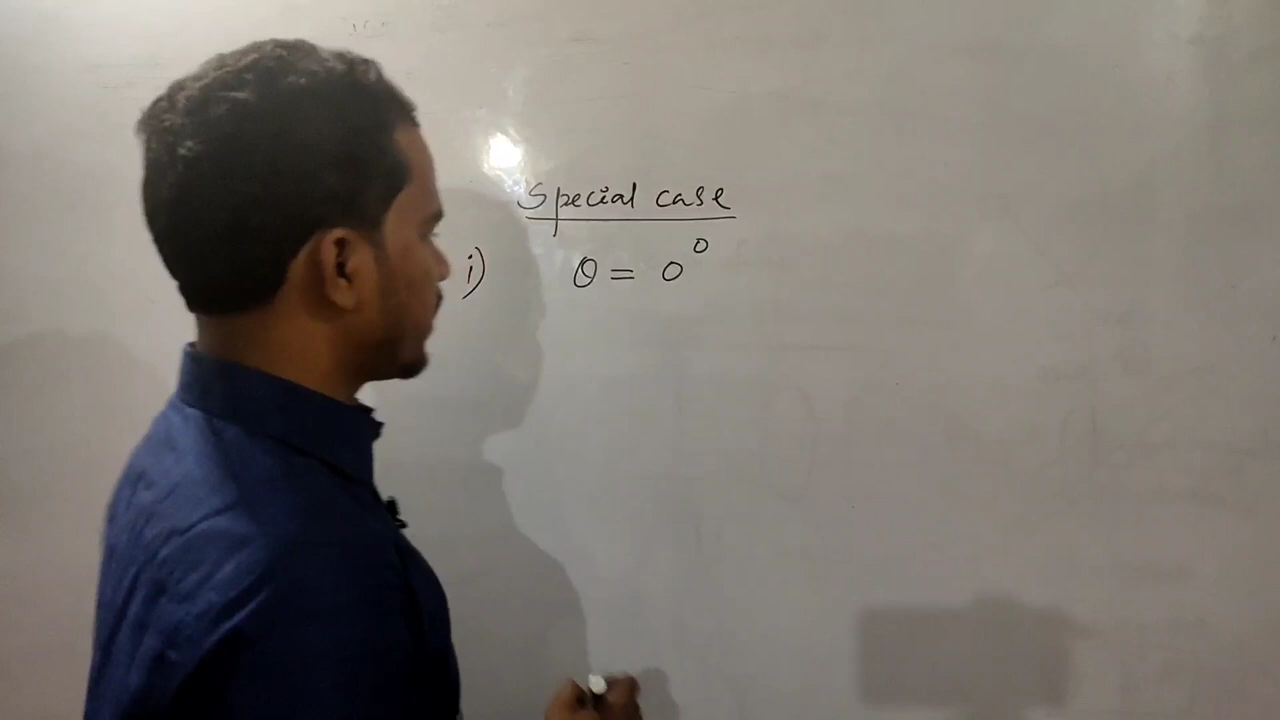 Special case
i) θ = 0°